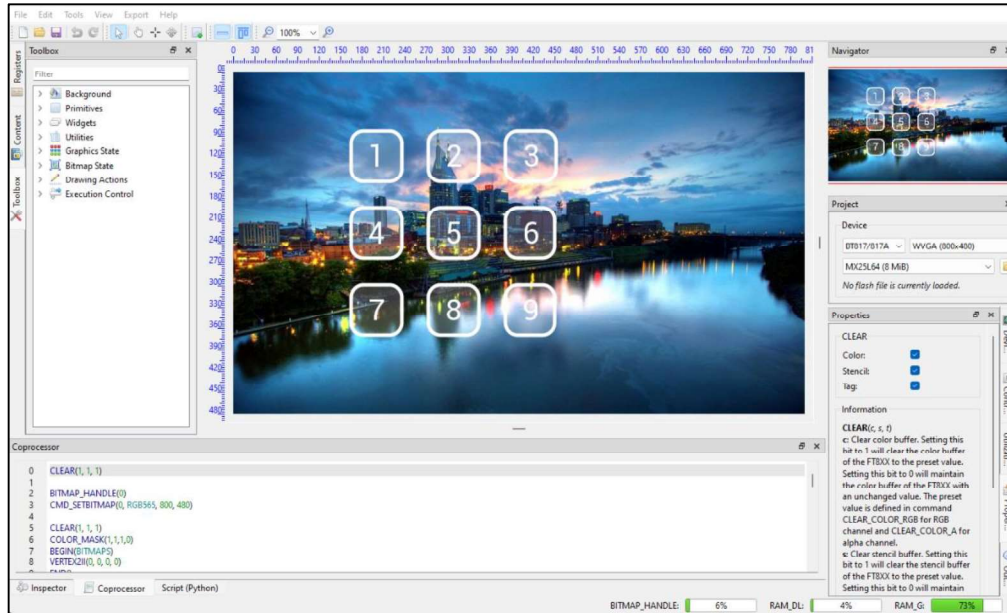 File Edit Tools View Export Help
100%
Registers
Content
Toolbox
Toolbox
Filter
Background
Primitives
Widgets
Utilities
Graphics State
Bitmap State
Drawing Actions
Execution Control
0 30 60 90 120 150 180 210 240 270 300 330 360 390 420 450 480 510 540 570 600 630 660 690 720 750 780 81
30
60
90
120
150
180
210
240
270
300
330
360
390
420
450
480
1 2 3
4 5 6
7 8 9
Navigator
1 2 3
4 5 6
7 8 9
Project
Device
BT817/817A WVGA (800x480)
MX25L64 (8 MiB)
No flash file is currently loaded.
Properties
CLEAR
Color:
Stencil:
Tag:
Information
CLEAR(c, s, t)
c: Clear color buffer. Setting this
bit to 1 will clear the color buffer
of the FT8XX to the preset value.
Setting this bit to 0 will maintain
the color buffer of the FT8XX with
an unchanged value. The preset
value is defined in command
CLEAR_COLOR_RGB for RGB
channel and CLEAR_COLOR_A for
alpha channel.
s: Clear stencil buffer. Setting this
bit to 1 will clear the stencil buffer
of the FT8XX to the preset value.
Setting this bit to 0 will maintain
Coprocessor
0 CLEAR(1, 1, 1)
1
2 BITMAP_HANDLE(0)
3 CMD_SETBITMAP(0, RGB565, 800, 480)
4
5 CLEAR(1, 1, 1)
6 COLOR_MASK(1,1,1,0)
7 BEGIN(BITMAPS)
8 VERTEX2II(0, 0, 0, 0)
Inspector Coprocessor Script (Python)
BITMAP_HANDLE: 6% RAM_DL: 4% RAM_G: 73%